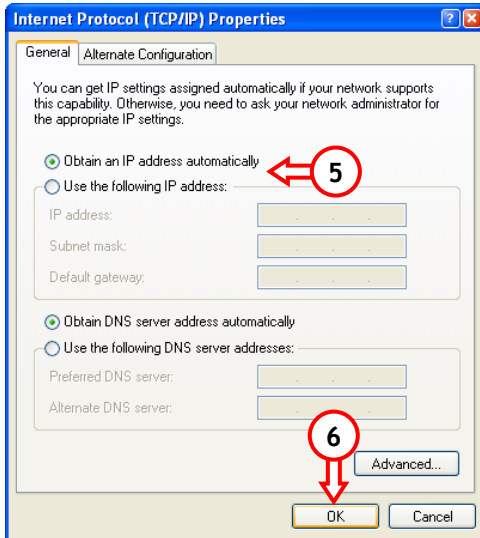 Internet Protocol (TCP/IP) Properties
General
Alternate Configuration
You can get IP settings assigned automatically if your network supports
this capability. Otherwise, you need to ask your network administrator for
the appropriate IP settings.
Obtain an IP address automatically
5
Use the following IP address:
IP address:
Subnet mask:
Default gateway:
Obtain DNS server address automatically
Use the following DNS server addresses:
Preferred DNS server:
Alternate DNS server:
6
Advanced...
OK
Cancel